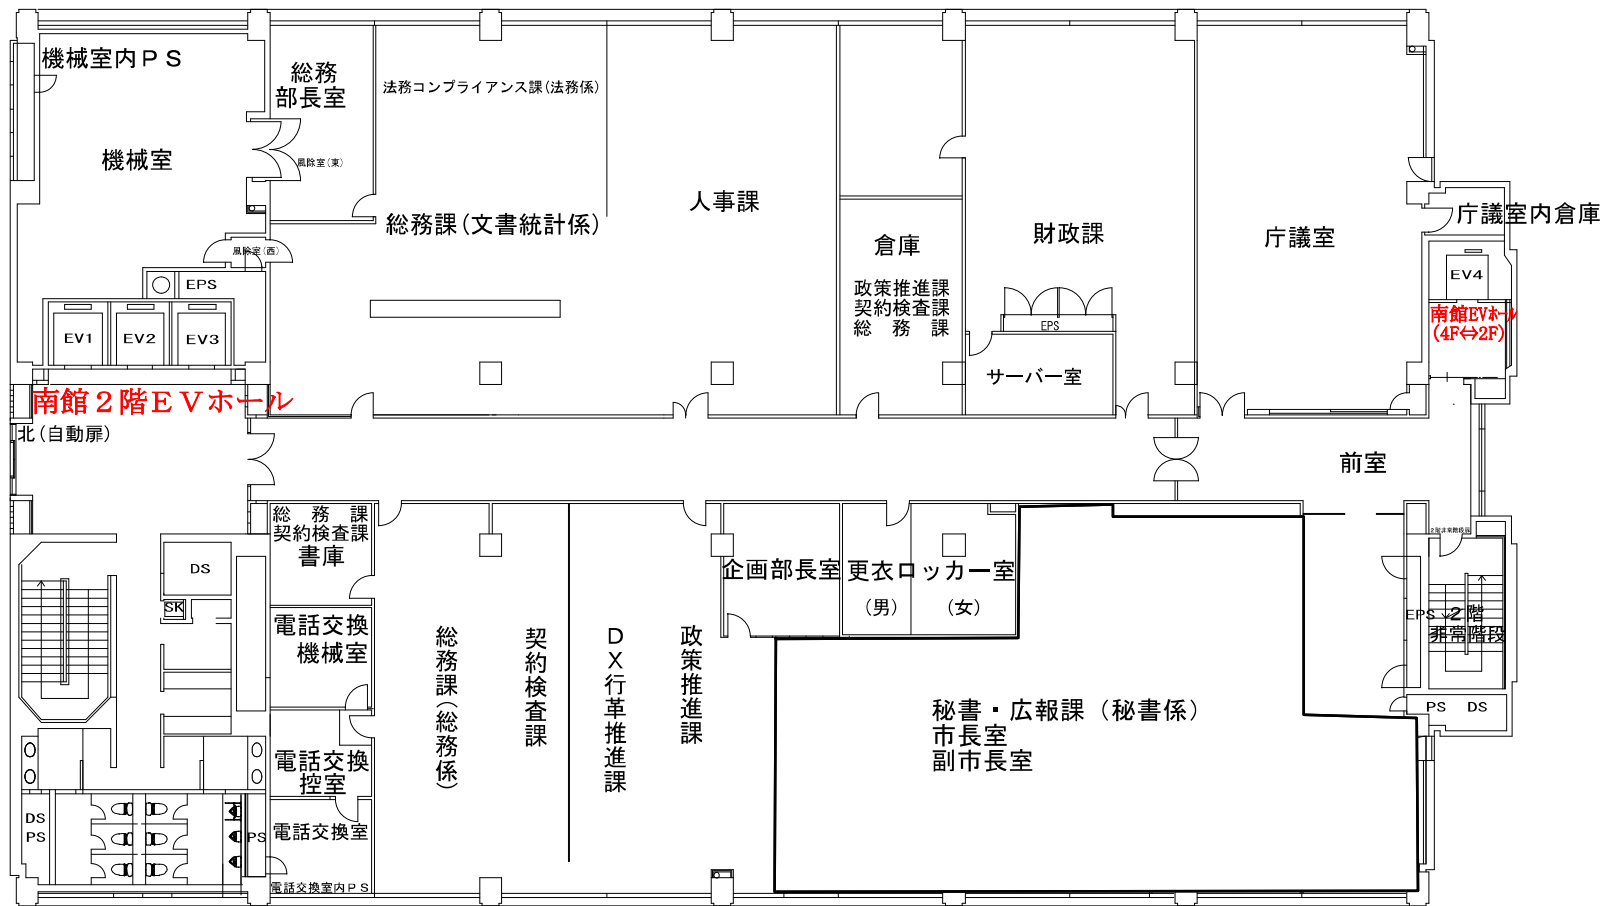 機械室内ＰＳ
機械室
総務
部長室
風除室(東)
法務コンプライアンス課(法務係)
総務課(文書統計係)
人事課
倉庫
政策推進課
契約検査課
総務課
財政課
EPS
サーバー室
庁議室
庁議室内倉庫
EV4
南館EVホール
(4F⇔2F)
風除室(西)
EPS
EV1
EV2
EV3
南館２階ＥＶホール
北(自動扉)
前室
２階非常階段扉
総務課
契約検査課
書庫
DS
SK
電話交換
機械室
電話交換
控室
電話交換室
電話交換室内ＰＳ
DS
PS
PS
総務課(総務係)
契約検査課
ＤＸ行革推進課
政策推進課
企画部長室
更衣ロッカー室
(男)
(女)
秘書・広報課（秘書係）
市長室
副市長室
EPS
２階
非常階段
PS
DS